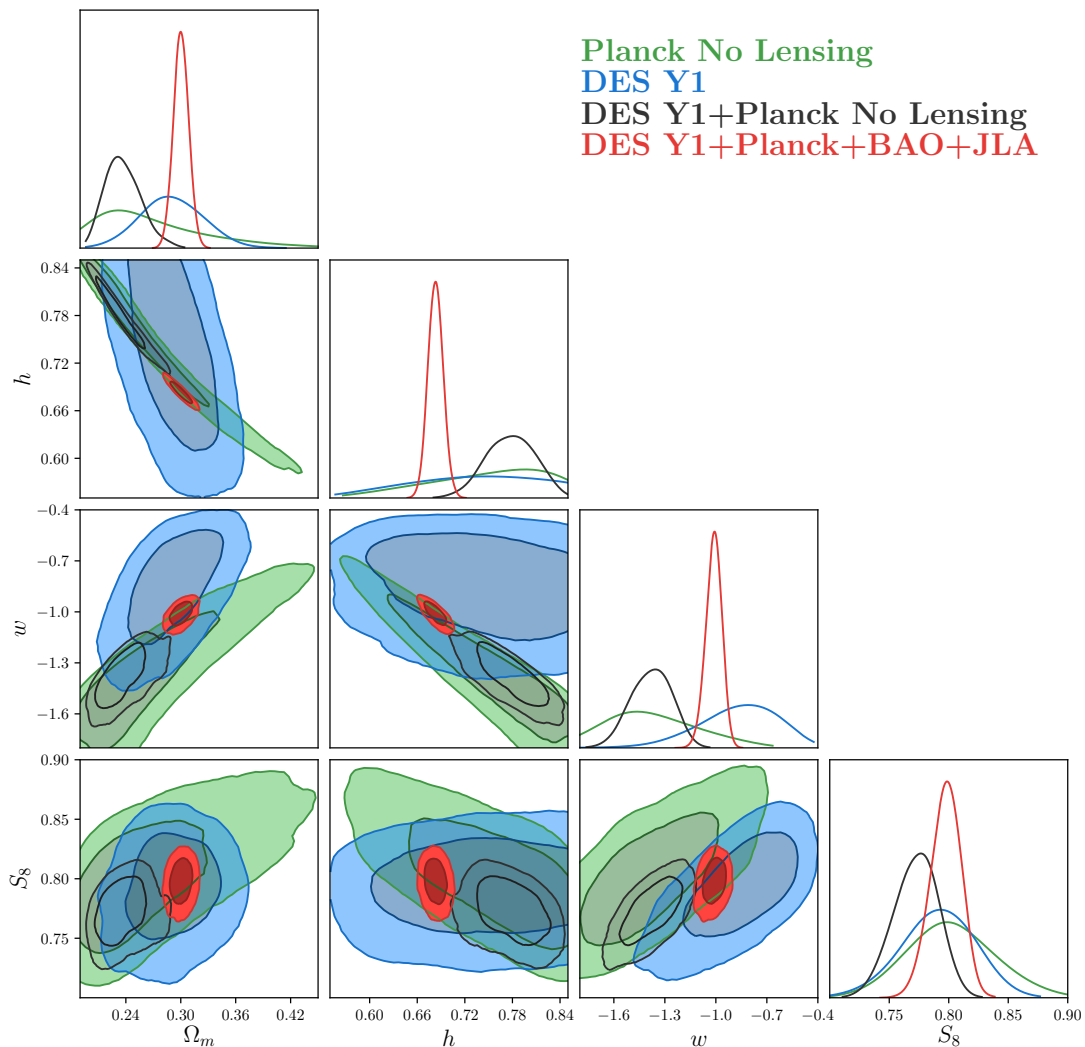 Planck No Lensing
DES Y1
DES Y1+Planck No Lensing
DES Y1+Planck+BAO+JLA
0.84
0.78
0.72
0.66
0.60
h
−0.4
−0.7
−1.0
−1.3
−1.6
w
0.90
0.85
0.80
0.75
S₈
0.24 0.30 0.36 0.42
Ωₘ
0.60 0.66 0.72 0.78 0.84
h
−1.6 −1.3 −1.0 −0.7 −0.4
w
0.75 0.80 0.85 0.90
S₈